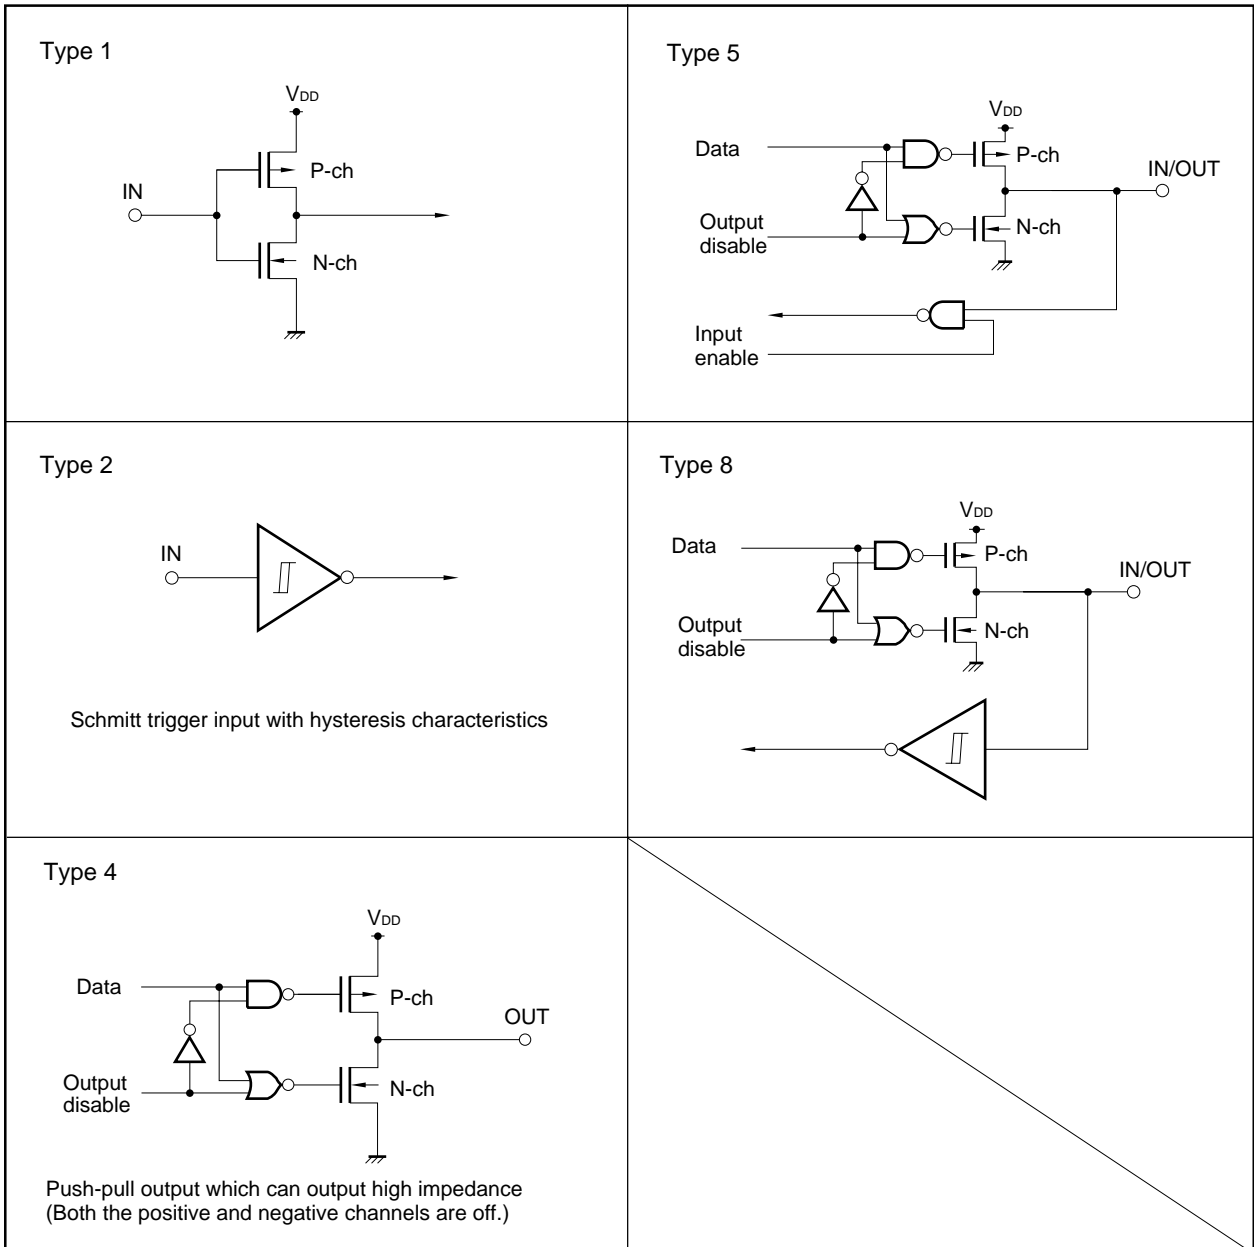 Type 1
VDD
P-ch
IN
N-ch
Type 5
VDD
Data
P-ch
IN/OUT
Output
disable
N-ch
Input
enable
Type 2
IN
Schmitt trigger input with hysteresis characteristics
Type 8
VDD
Data
P-ch
IN/OUT
Output
disable
N-ch
Type 4
VDD
Data
P-ch
OUT
Output
disable
N-ch
Push-pull output which can output high impedance
(Both the positive and negative channels are off.)